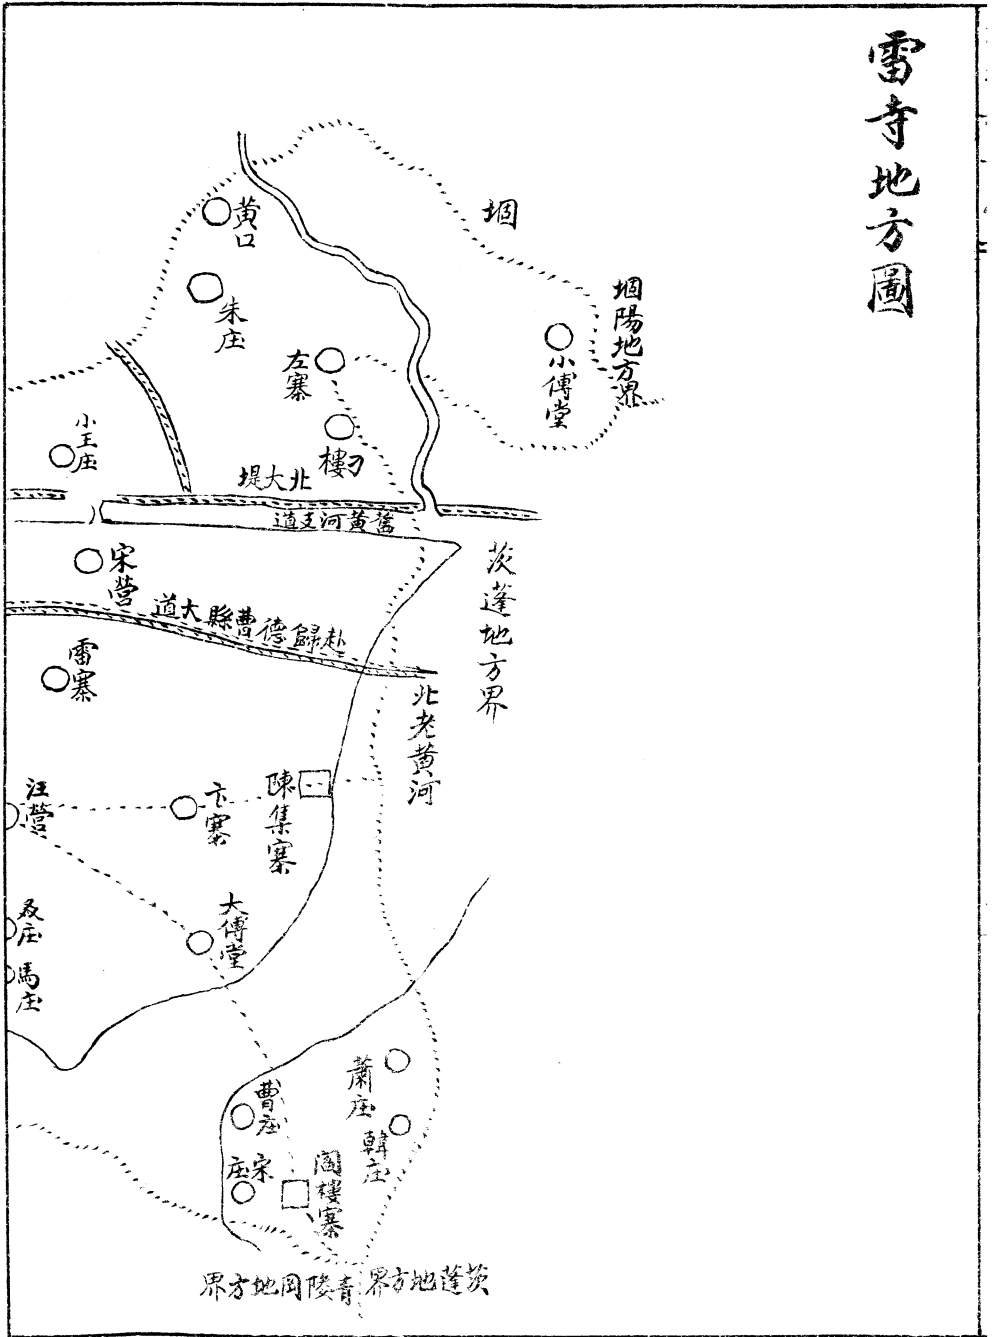 雷寺地方圖
堌
堌陽地方界
小傅堂
黄口
朱庄
左寨
刁樓
小王庄
北大堤
舊黄河支道
茨蓬地方界
宋營
赴歸德曹縣大道
雷寨
北老黄河
陳集寨
卞寨
汪營
大傅堂
庄
馬庄
蕭庄
韓庄
曹庄
宋庄
閻樓寨
茨蓬地方界
青陵岡地方界